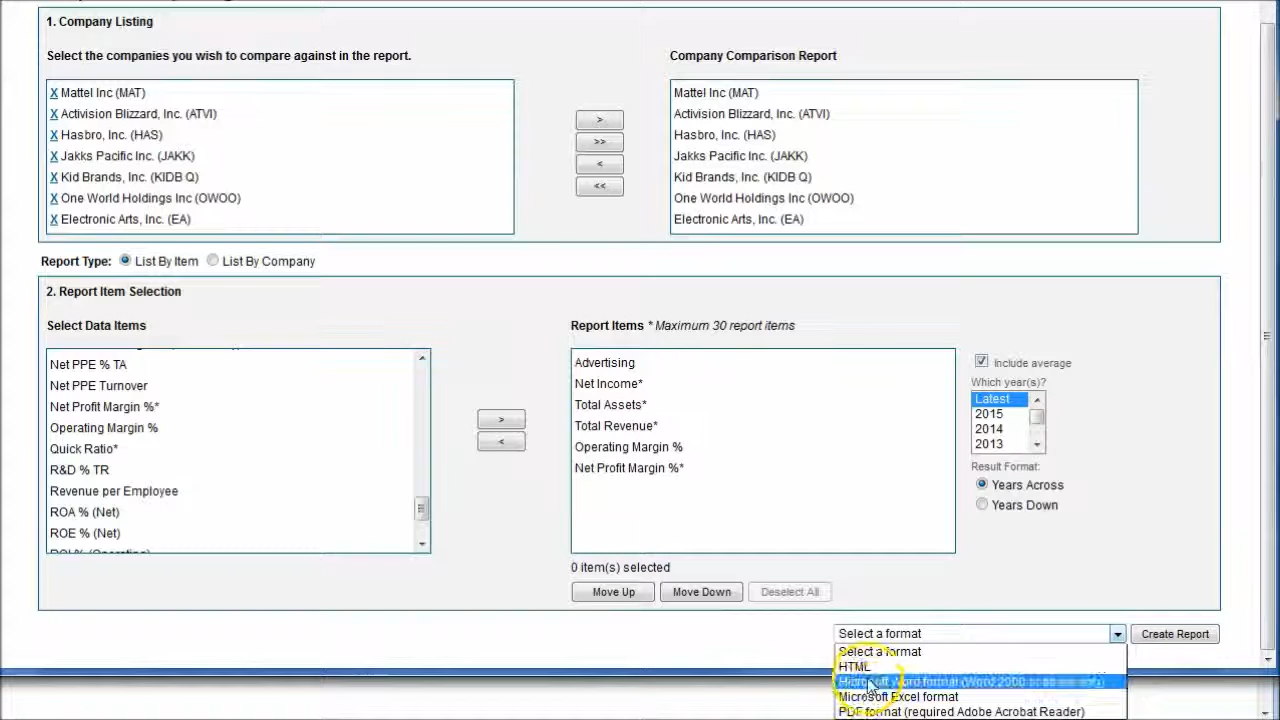 1. Company Listing
Select the companies you wish to compare against in the report.
Company Comparison Report
X Mattel Inc (MAT)
X Activision Blizzard, Inc. (ATVI)
X Hasbro, Inc. (HAS)
X Jakks Pacific Inc. (JAKK)
X Kid Brands, Inc. (KIDB Q)
X One World Holdings Inc (OWOO)
X Electronic Arts, Inc. (EA)
>
>>
<
<<
Mattel Inc (MAT)
Activision Blizzard, Inc. (ATVI)
Hasbro, Inc. (HAS)
Jakks Pacific Inc. (JAKK)
Kid Brands, Inc. (KIDB Q)
One World Holdings Inc (OWOO)
Electronic Arts, Inc. (EA)
Report Type: List By Item List By Company
2. Report Item Selection
Select Data Items
Net PPE % TA
Net PPE Turnover
Net Profit Margin %*
Operating Margin %
Quick Ratio*
R&D % TR
Revenue per Employee
ROA % (Net)
ROE % (Net)
ROI % (Operating)
>
<
Report Items * Maximum 30 report items
Advertising
Net Income*
Total Assets*
Total Revenue*
Operating Margin %
Net Profit Margin %*
0 item(s) selected
Move Up Move Down Deselect All
Include average
Which year(s)?
Latest
2015
2014
2013
Result Format:
Years Across
Years Down
Select a format
Create Report
Select a format
HTML
Microsoft Word format (Word 2000
Microsoft Excel format
PDF format (required Adobe Acrobat Reader)